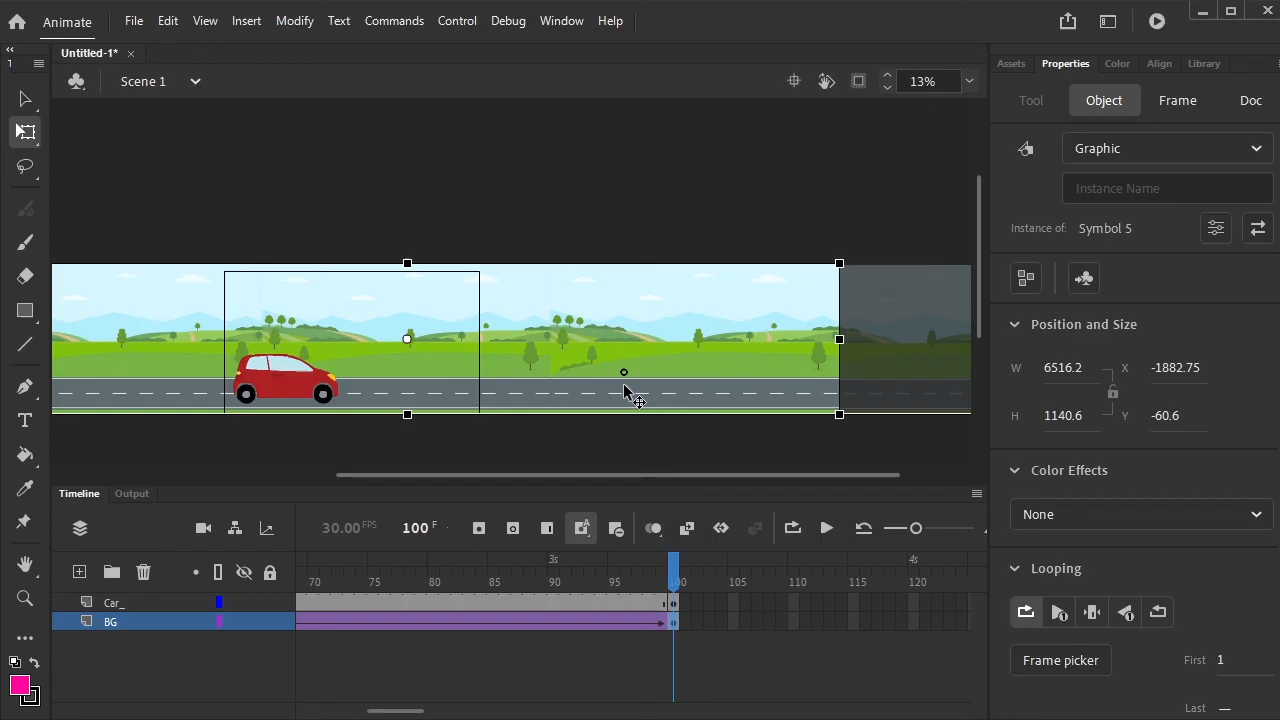 Animate File Edit View Insert Modify Text Commands Control Debug Window Help
Untitled-1*
Scene 1 13%
Assets Properties Color Align Library
Tool Object Frame Doc
Graphic
Instance Name
Instance of: Symbol 5
Position and Size
W 6516.2 X -1882.75
H 1140.6 Y -60.6
Color Effects
None
Looping
Frame picker First 1
Last —
Timeline Output
30.00 FPS 100 F
3s 4s
70 75 80 85 90 95 100 105 110 115 120
Car_
BG